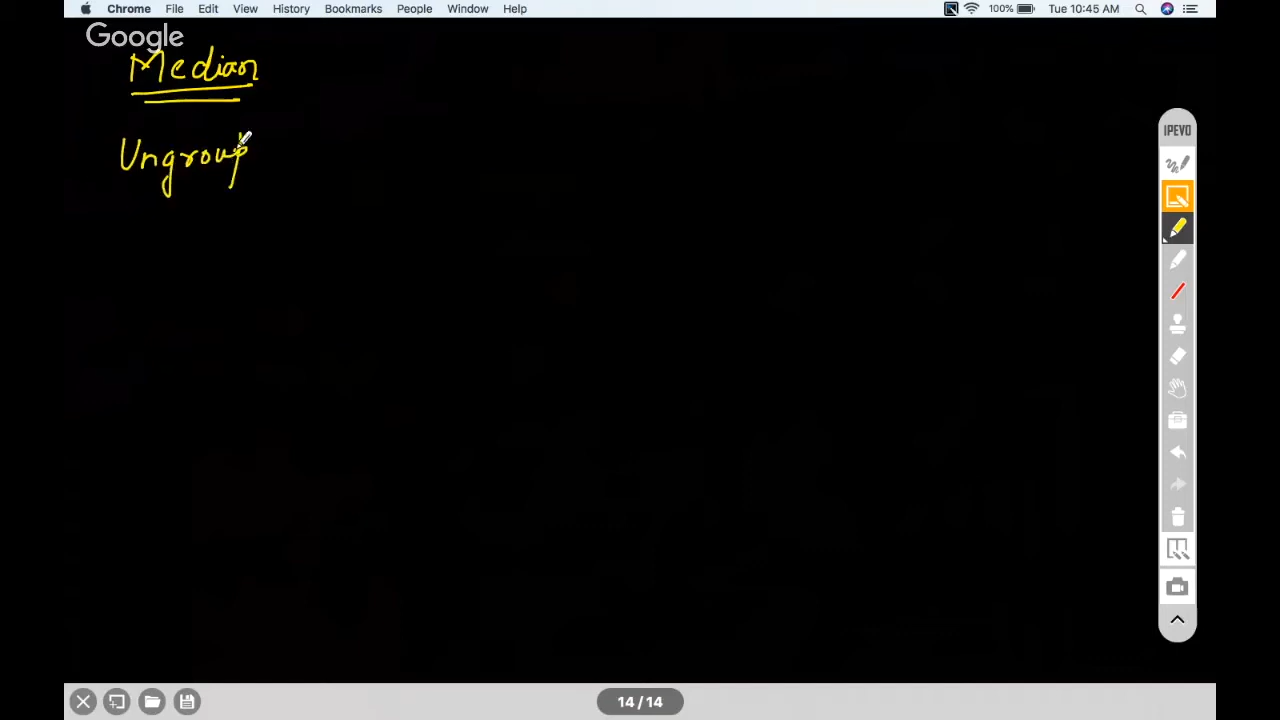 Chrome File Edit View History Bookmarks People Window Help 100% Tue 10:45 AM
Google
Median
Ungroup
IPEVO
14 / 14